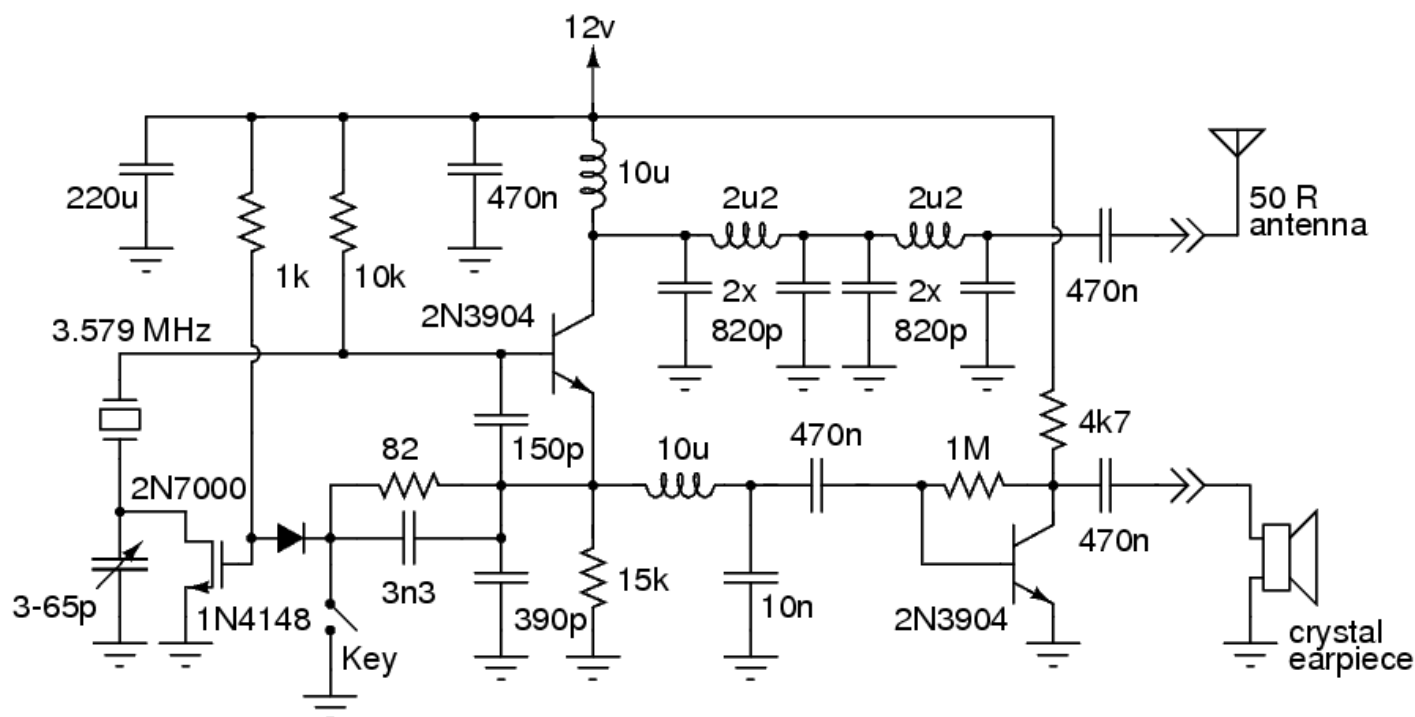 12v
220u
470n
10u
2u2
2u2
50 R
antenna
1k
10k
2x
820p
2x
820p
470n
3.579 MHz
2N3904
82
150p
10u
470n
1M
4k7
2N7000
470n
3-65p
1N4148
3n3
390p
15k
10n
2N3904
Key
crystal
earpiece